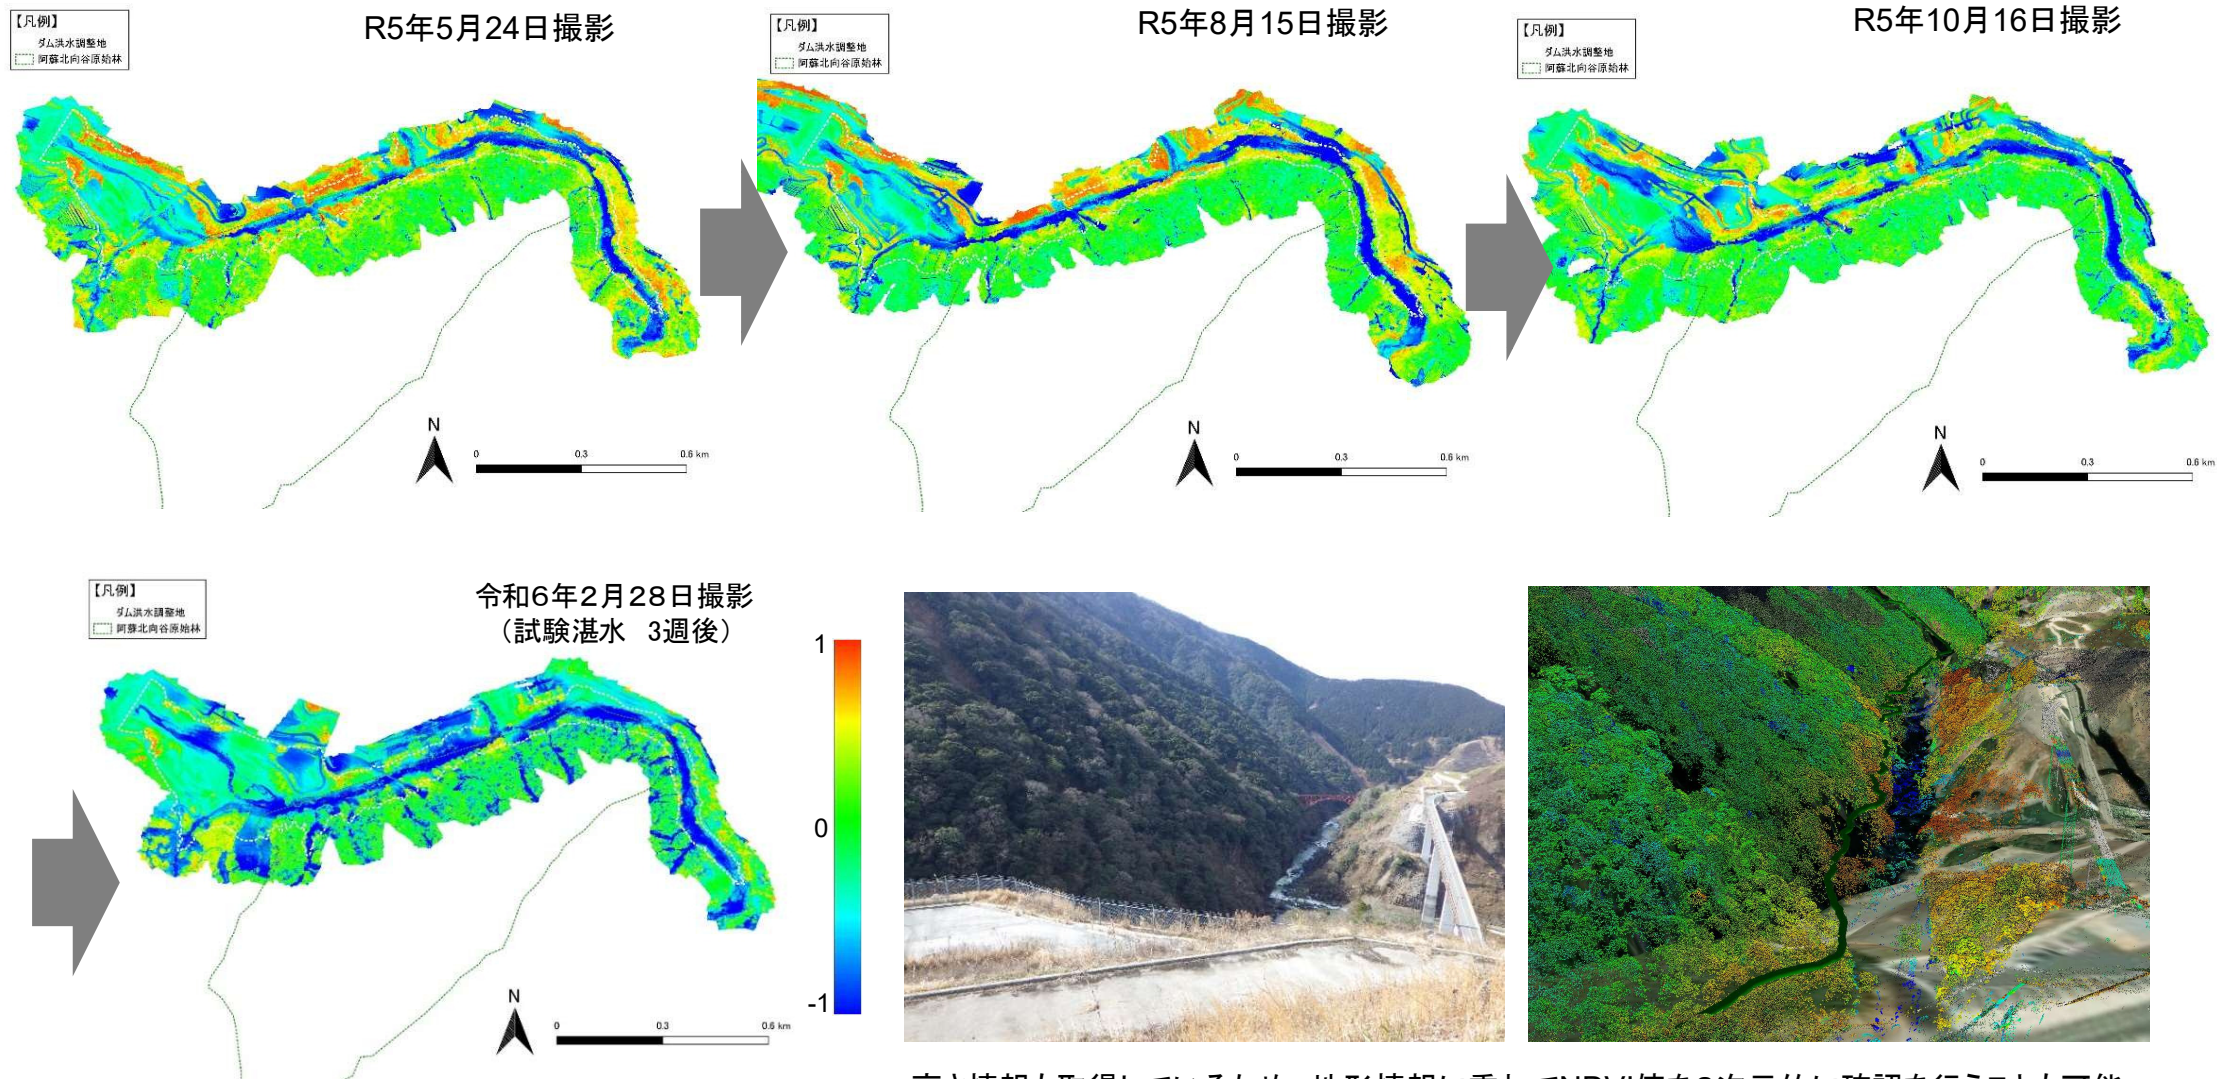 【凡例】
ダム洪水調整地
阿蘇北向谷原始林
R5年5月24日撮影
N
0 0.3 0.6 km
【凡例】
ダム洪水調整地
阿蘇北向谷原始林
R5年8月15日撮影
N
0 0.3 0.6 km
【凡例】
ダム洪水調整地
阿蘇北向谷原始林
R5年10月16日撮影
N
0 0.3 0.6 km
【凡例】
ダム洪水調整地
阿蘇北向谷原始林
令和6年2月28日撮影
（試験湛水 3週後）
1
0
-1
N
0 0.3 0.6 km